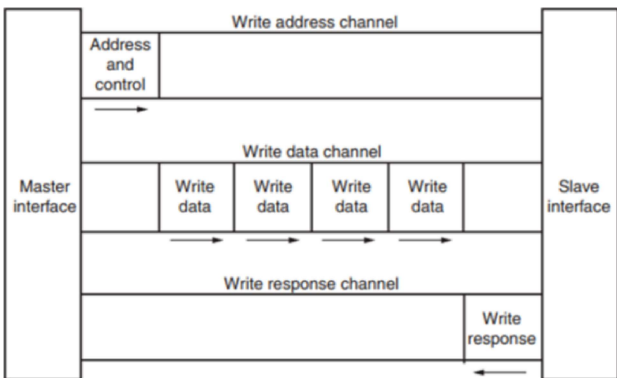 Write address channel
Address
and
control
Write data channel
Master
interface
Write
data
Write
data
Write
data
Write
data
Slave
interface
Write response channel
Write
response